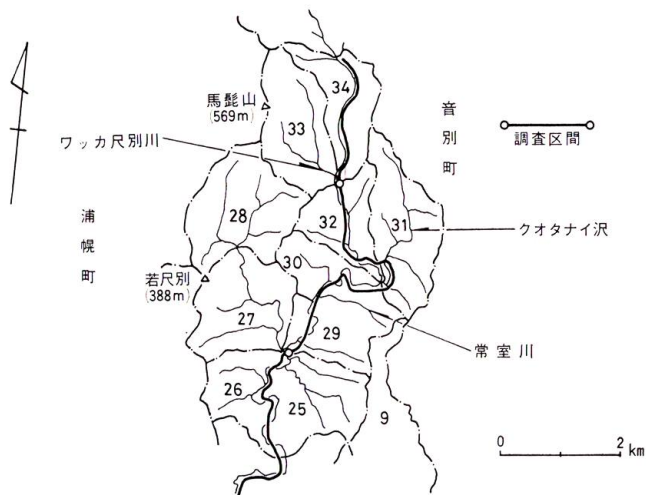 34
馬髭山
(569m)
音別町
33
調査区間
ワッカ尺別川
浦幌町
28
32
31
クオタナイ沢
30
若尺別
(388m)
27
29
常室川
26
25
9
0
2
km